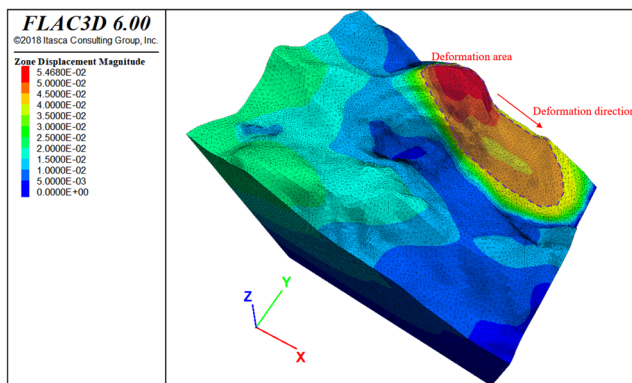 FLAC3D 6.00
©2018 Itasca Consulting Group, Inc.
Zone Displacement Magnitude
5.4680E-02
5.0000E-02
4.5000E-02
4.0000E-02
3.5000E-02
3.0000E-02
2.5000E-02
2.0000E-02
1.5000E-02
1.0000E-02
5.0000E-03
0.0000E+00
Deformation area
Deformation direction
Z
Y
X